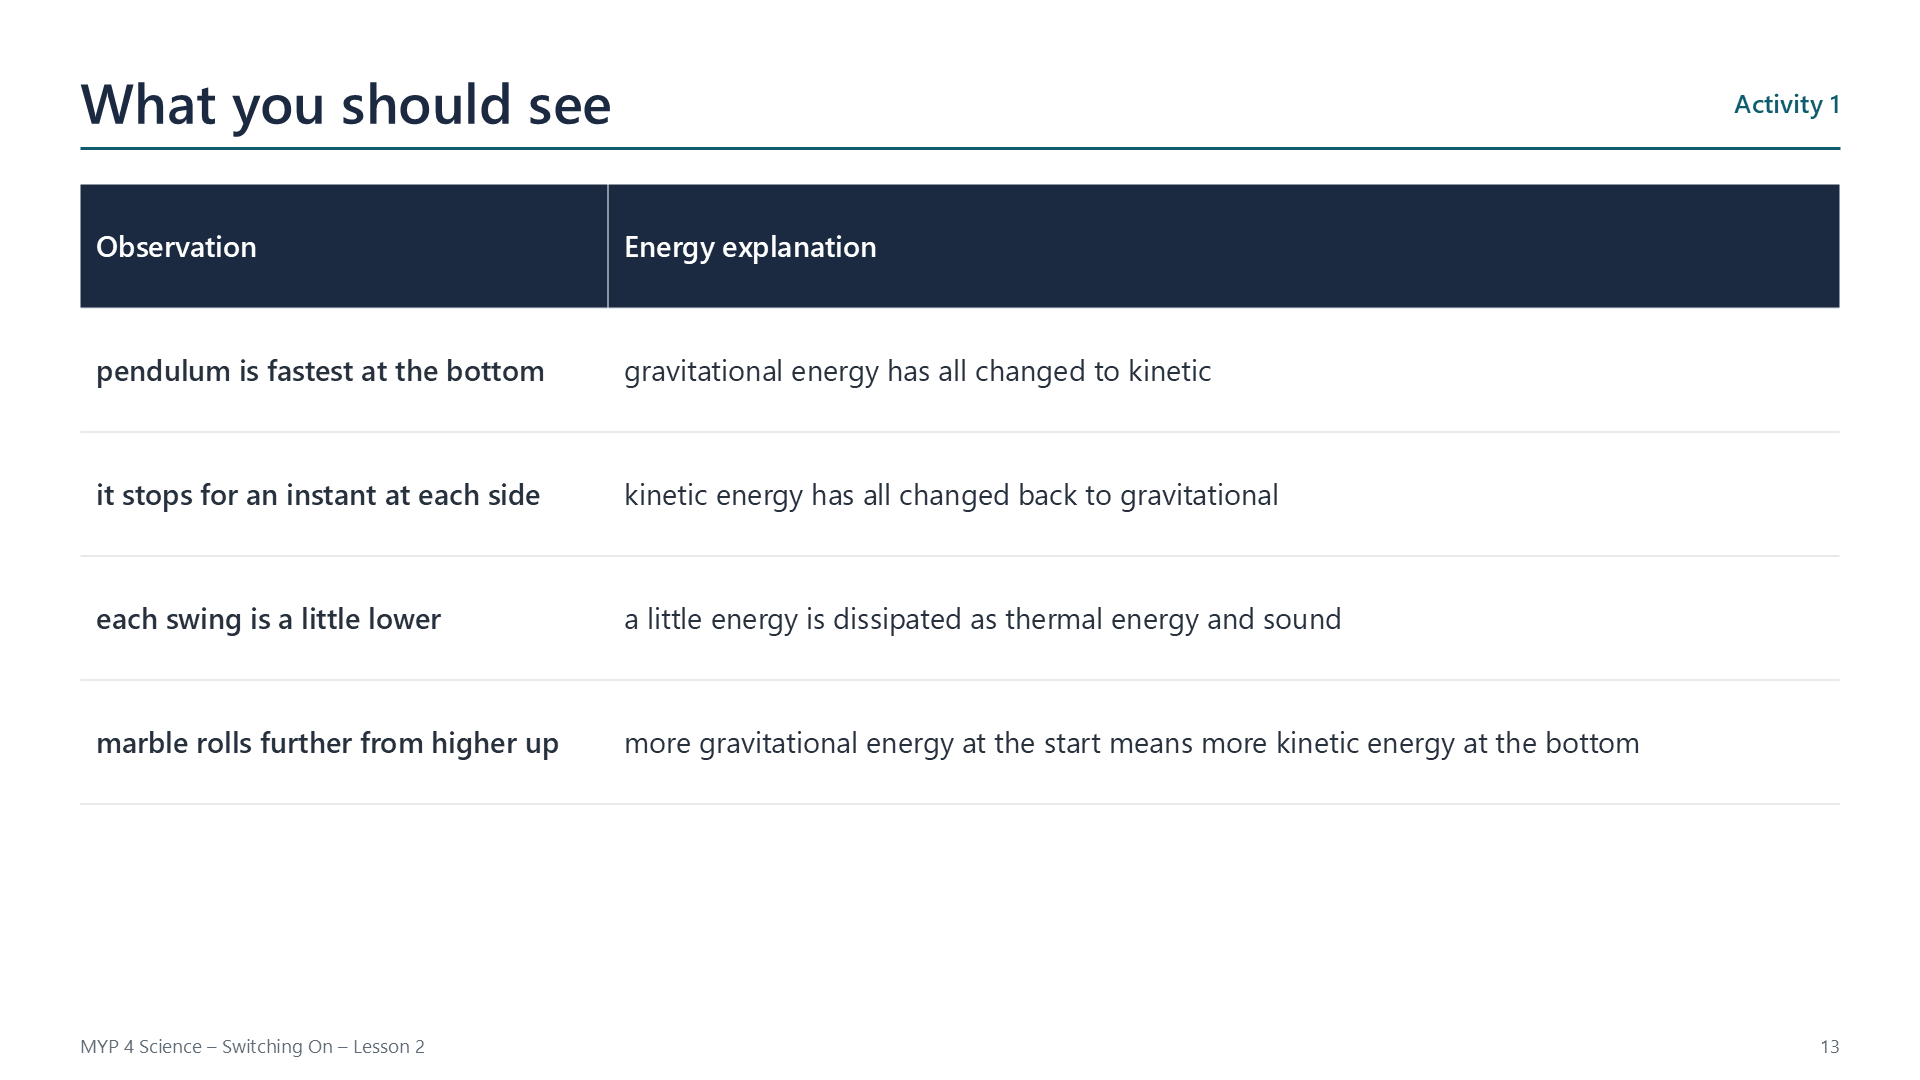 What you should see
Activity 1
Observation
Energy explanation
pendulum is fastest at the bottom
gravitational energy has all changed to kinetic
it stops for an instant at each side
kinetic energy has all changed back to gravitational
each swing is a little lower
a little energy is dissipated as thermal energy and sound
marble rolls further from higher up
more gravitational energy at the start means more kinetic energy at the bottom
MYP 4 Science – Switching On – Lesson 2
13